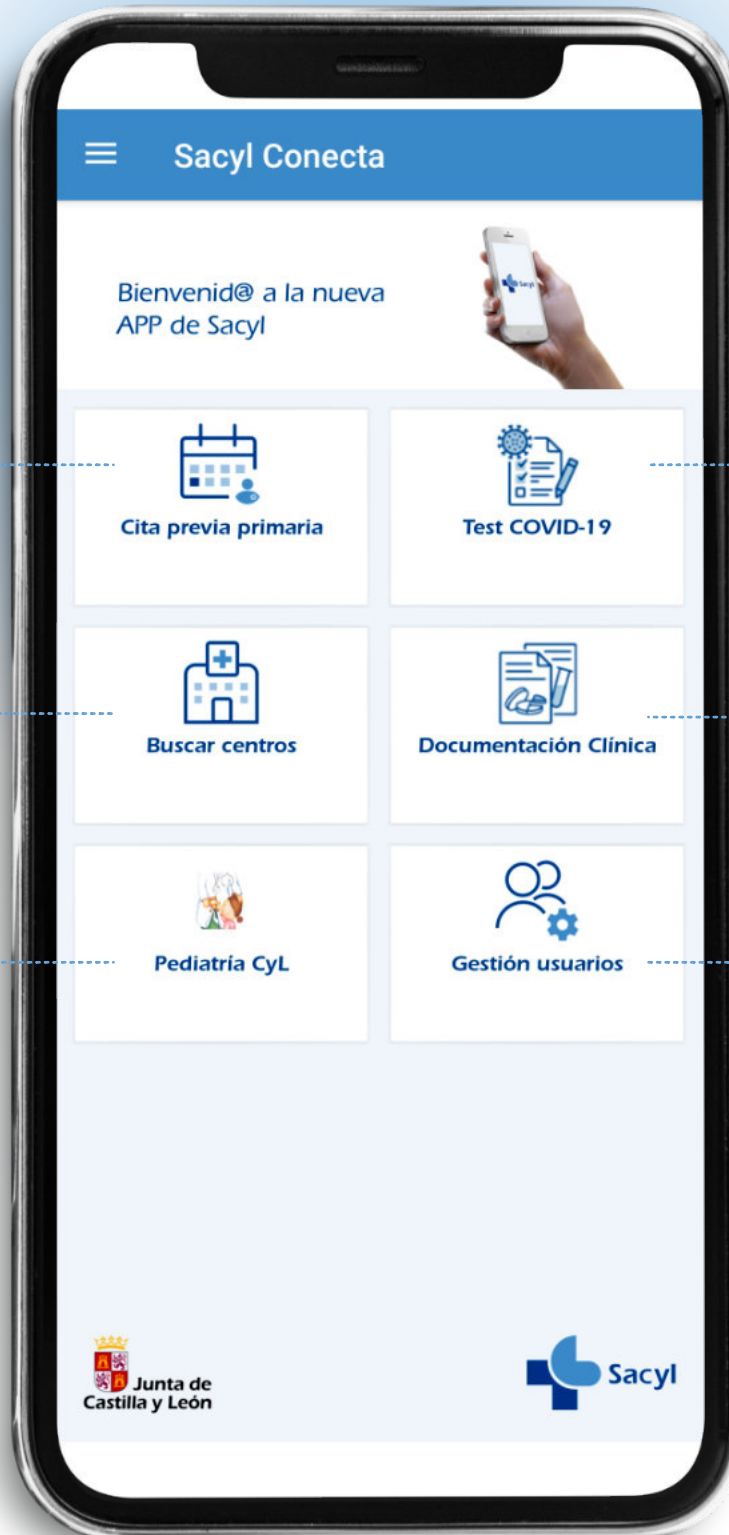 Sacyl Conecta
Bienvenid@ a la nueva
APP de Sacyl
Sacyl
Cita previa primaria
Test COVID-19
Buscar centros
Documentación Clínica
Pediatría CyL
Gestión usuarios
Junta de
Castilla y León
Sacyl